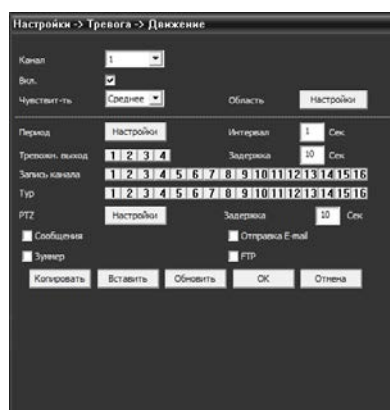 Настройки -> Тревога -> Движение
Канал 1
Вкл.
Чувствит-ть Среднее Область Настройки
Период Настройки Интервал 1 Сек
Тревожн. выход 1 2 3 4 Задержка 10 Сек
Запись канала 1 2 3 4 5 6 7 8 9 10 11 12 13 14 15 16
Тур 1 2 3 4 5 6 7 8 9 10 11 12 13 14 15 16
PTZ Настройки Задержка 10 Сек
Сообщения Отправка E-mail
Зуммер FTP
Копировать Вставить Обновить OK Отмена